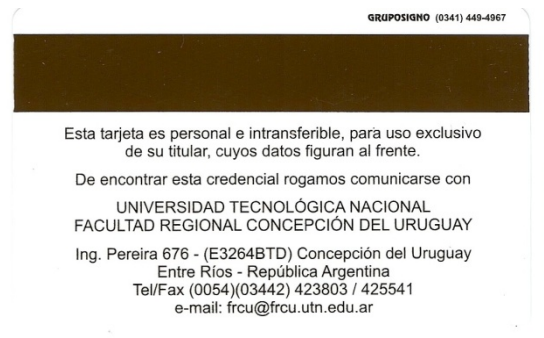 GRUPOSIGNO (0341) 449-4967
Esta tarjeta es personal e intransferible, para uso exclusivo
de su titular, cuyos datos figuran al frente.
De encontrar esta credencial rogamos comunicarse con
UNIVERSIDAD TECNOLÓGICA NACIONAL
FACULTAD REGIONAL CONCEPCIÓN DEL URUGUAY
Ing. Pereira 676 - (E3264BTD) Concepción del Uruguay
Entre Ríos - República Argentina
Tel/Fax (0054)(03442) 423803 / 425541
e-mail: frcu@frcu.utn.edu.ar